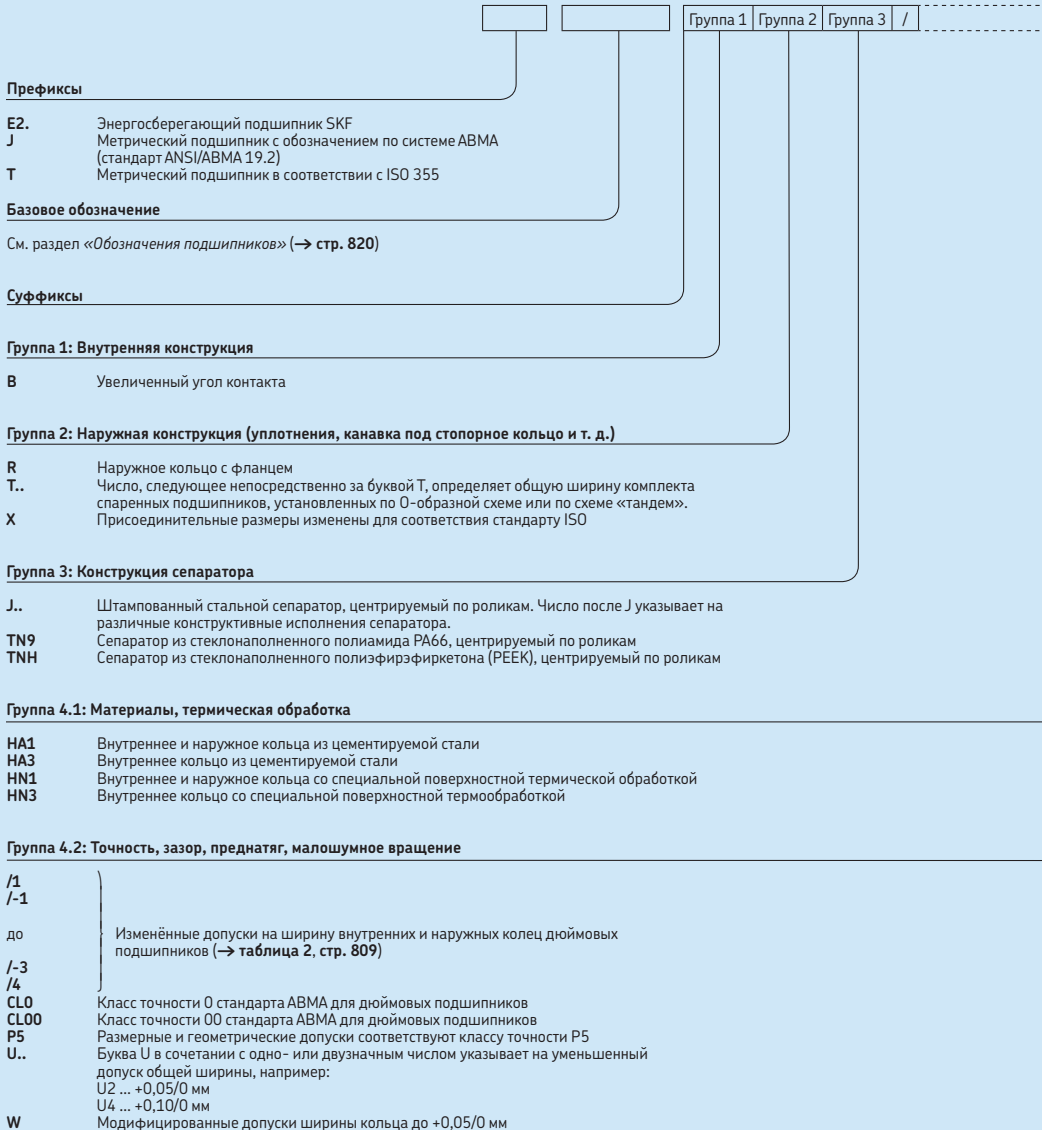 Группа 1 Группа 2 Группа 3 /
Префиксы
E2. Энергосберегающий подшипник SKF
J Метрический подшипник с обозначением по системе ABMA
(стандарт ANSI/ABMA 19.2)
T Метрический подшипник в соответствии с ISO 355
Базовое обозначение
См. раздел «Обозначения подшипников» (→ стр. 820)
Суффиксы
Группа 1: Внутренняя конструкция
B Увеличенный угол контакта
Группа 2: Наружная конструкция (уплотнения, канавка под стопорное кольцо и т. д.)
R Наружное кольцо с фланцем
T.. Число, следующее непосредственно за буквой T, определяет общую ширину комплекта
спаренных подшипников, установленных по О-образной схеме или по схеме «тандем».
X Присоединительные размеры изменены для соответствия стандарту ISO
Группа 3: Конструкция сепаратора
J.. Штампованный стальной сепаратор, центрируемый по роликам. Число после J указывает на
различные конструктивные исполнения сепаратора.
TN9 Сепаратор из стеклонаполненного полиамида PA66, центрируемый по роликам
TNH Сепаратор из стеклонаполненного полиэфирэфиркетона (PEEK), центрируемый по роликам
Группа 4.1: Материалы, термическая обработка
HA1 Внутреннее и наружное кольца из цементируемой стали
HA3 Внутреннее кольцо из цементируемой стали
HN1 Внутреннее и наружное кольца со специальной поверхностной термической обработкой
HN3 Внутреннее кольцо со специальной поверхностной термообработкой
Группа 4.2: Точность, зазор, преднатяг, малошумное вращение
/1
/-1
до Изменённые допуски на ширину внутренних и наружных колец дюймовых
подшипников (→ таблица 2, стр. 809)
/-3
/4
CL0 Класс точности 0 стандарта ABMA для дюймовых подшипников
CL00 Класс точности 00 стандарта ABMA для дюймовых подшипников
P5 Размерные и геометрические допуски соответствуют классу точности P5
U.. Буква U в сочетании с одно- или двузначным числом указывает на уменьшенный
допуск общей ширины, например:
U2 ... +0,05/0 мм
U4 ... +0,10/0 мм
W Модифицированные допуски ширины кольца до +0,05/0 мм